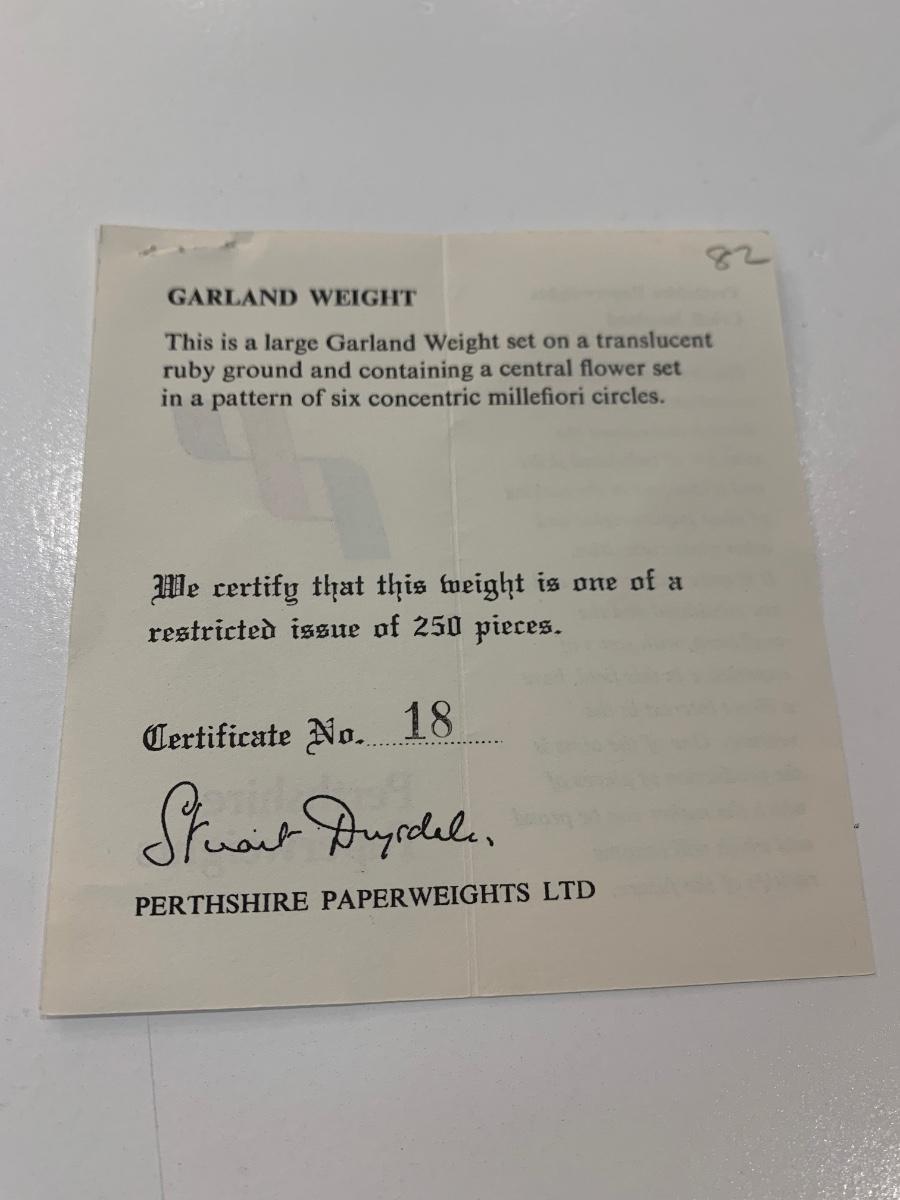 82
GARLAND WEIGHT
This is a large Garland Weight set on a translucent
ruby ground and containing a central flower set
in a pattern of six concentric millefiori circles.
We certify that this weight is one of a
restricted issue of 250 pieces.
Certificate No. 18
Stuart Drysdale.
PERTHSHIRE PAPERWEIGHTS LTD